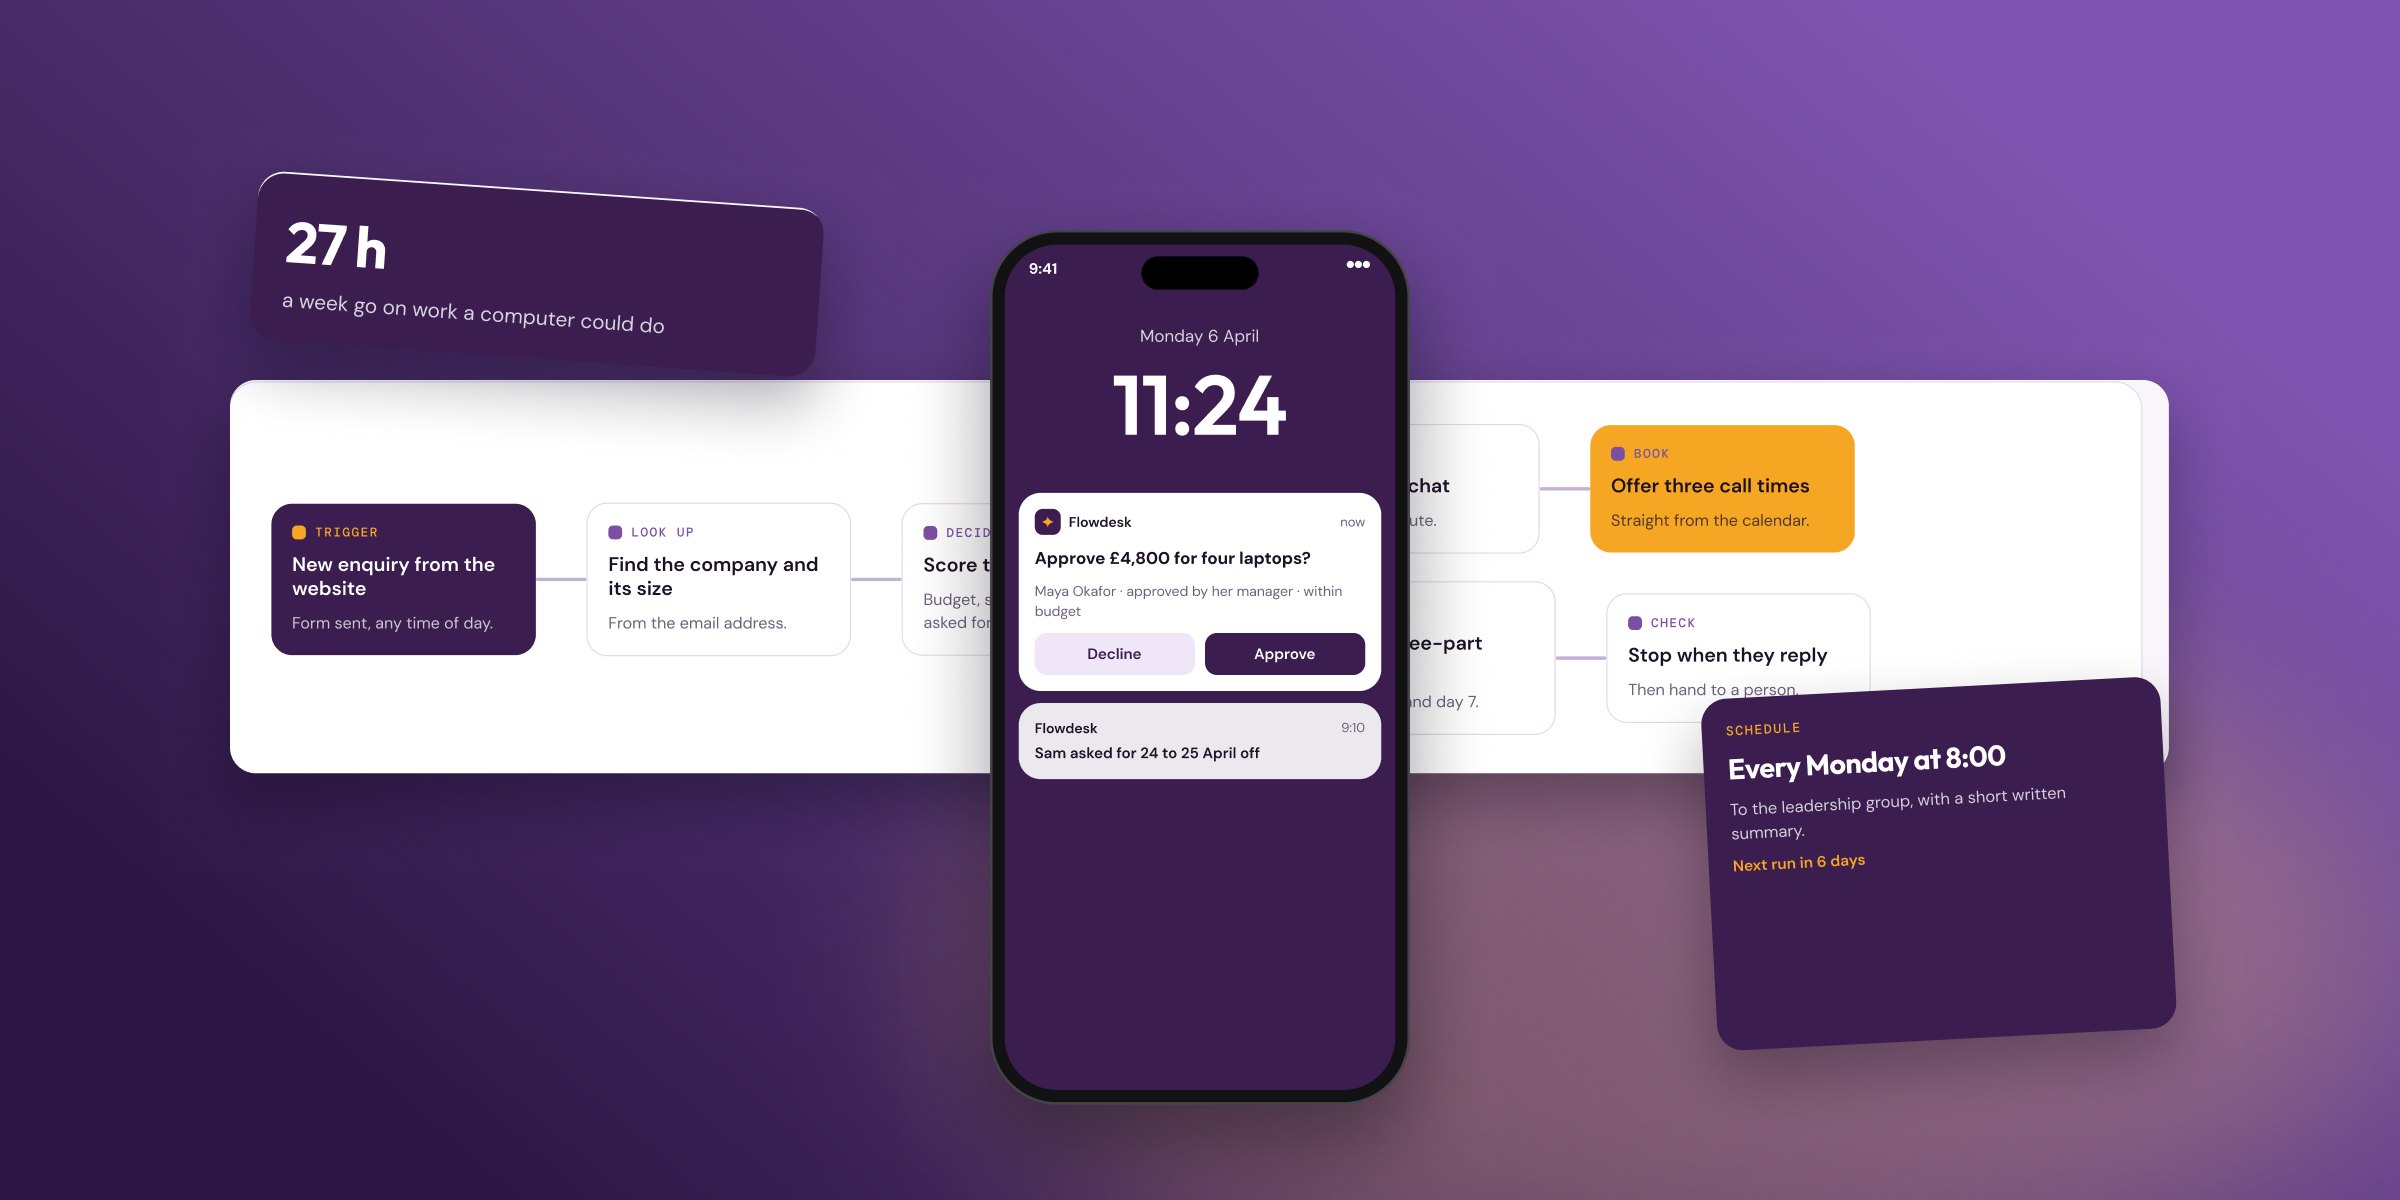 27 h
a week go on work a computer could do
TRIGGER
New enquiry from the
website
Form sent, any time of day.
LOOK UP
Find the company and
its size
From the email address.
DECID
Score t
Budget, s
asked for
9:41
Monday 6 April
11:24
Flowdesk
now
Approve £4,800 for four laptops?
Maya Okafor · approved by her manager · within
budget
Decline
Approve
Flowdesk
9:10
Sam asked for 24 to 25 April off
chat
ute.
BOOK
Offer three call times
Straight from the calendar.
ee-part
and day 7.
CHECK
Stop when they reply
Then hand to a person.
SCHEDULE
Every Monday at 8:00
To the leadership group, with a short written
summary.
Next run in 6 days